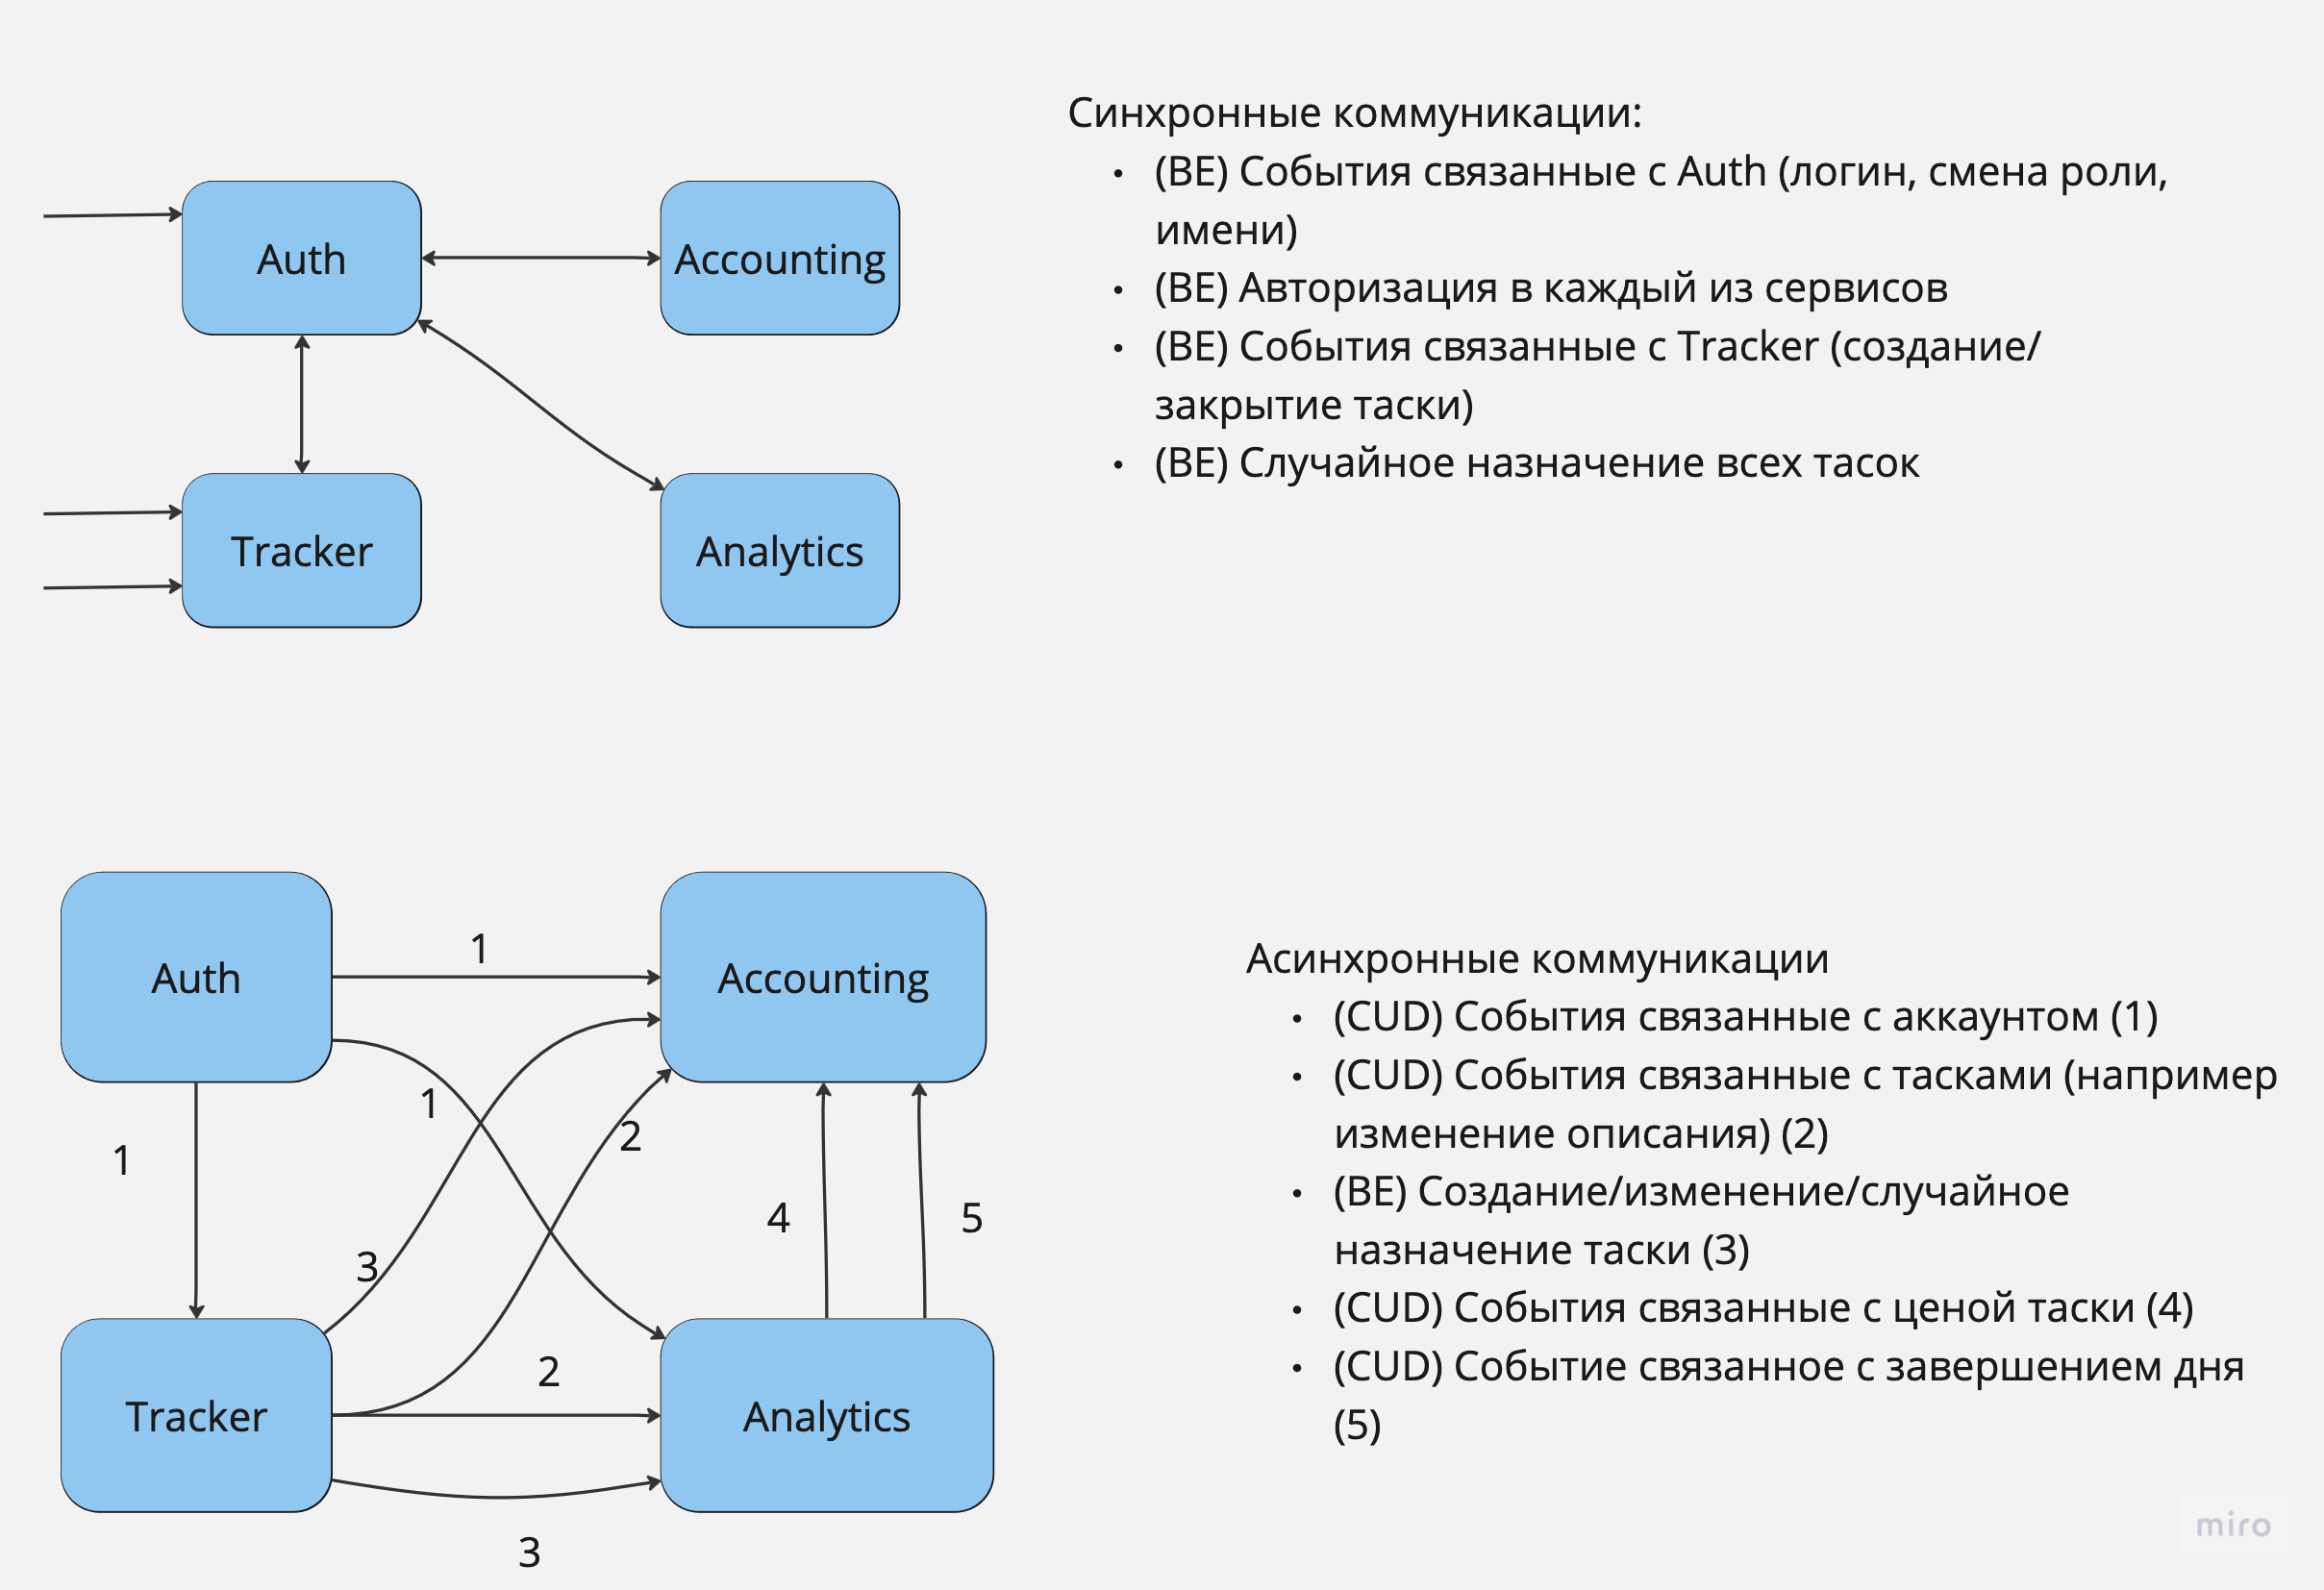 Синхронные коммуникации:
• (BE) События связанные с Auth (логин, смена роли,
имени)
• (BE) Авторизация в каждый из сервисов
• (BE) События связанные с Tracker (создание/
закрытие таски)
• (BE) Случайное назначение всех тасок
Auth
Accounting
Tracker
Analytics
Асинхронные коммуникации
• (CUD) События связанные с аккаунтом (1)
• (CUD) События связанные с тасками (например
изменение описания) (2)
• (BE) Создание/изменение/случайное
назначение таски (3)
• (CUD) События связанные с ценой таски (4)
• (CUD) Событие связанное с завершением дня
(5)
Auth
1
Accounting
1
2
1
4
5
3
2
Tracker
Analytics
3
miro